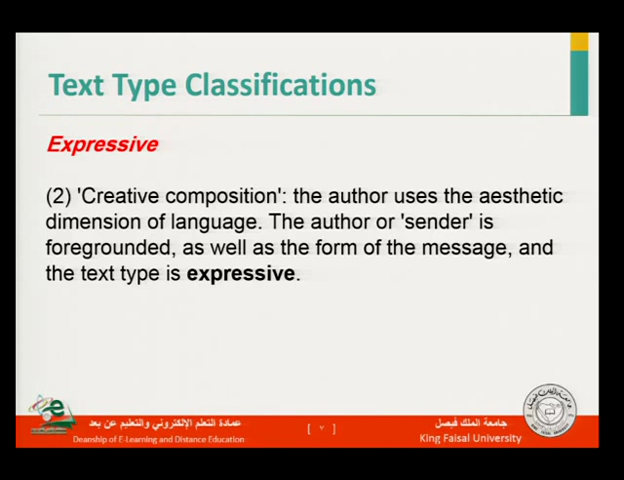 Text Type Classifications
Expressive
(2) 'Creative composition': the author uses the aesthetic
dimension of language. The author or 'sender' is
foregrounded, as well as the form of the message, and
the text type is expressive.
عمادة التعلم الإلكتروني والتعليم عن بعد
Deanship of E-Learning and Distance Education
[ ٧ ]
جامعة الملك فيصل
King Faisal University